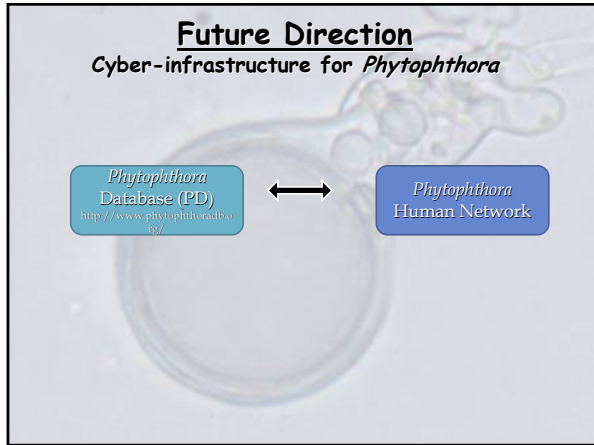 Future Direction
Cyber-infrastructure for Phytophthora
Phytophthora
Database (PD)
http://www.phytophthoradb.o
rg/
Phytophthora
Human Network